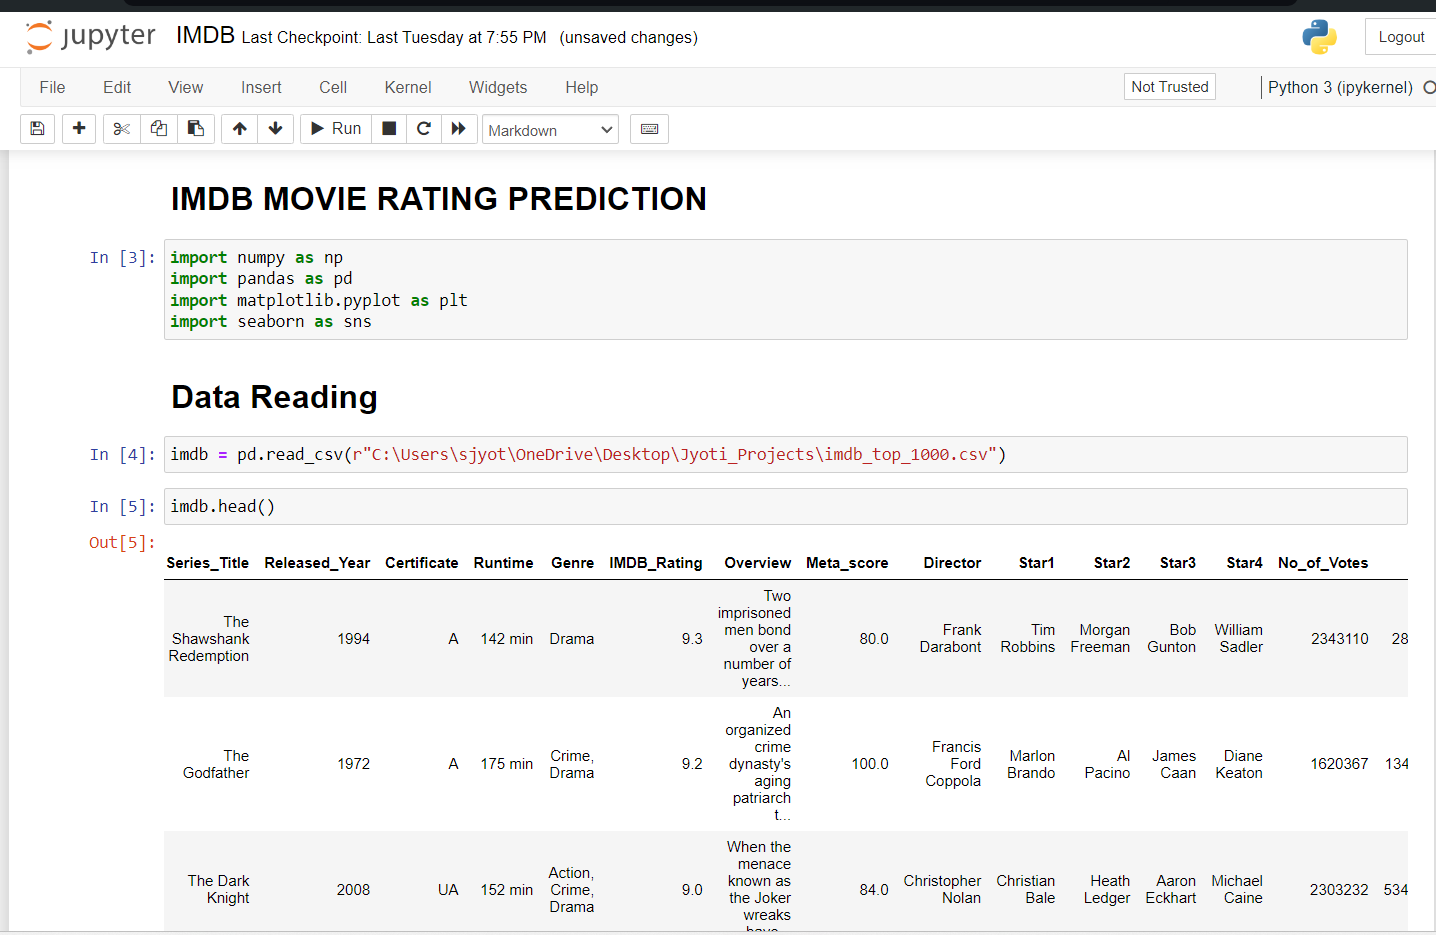 jupyter IMDB Last Checkpoint: Last Tuesday at 7:55 PM (unsaved changes) Logout
File Edit View Insert Cell Kernel Widgets Help Not Trusted Python 3 (ipykernel)
Run Markdown
IMDB MOVIE RATING PREDICTION
In [3]: import numpy as np
import pandas as pd
import matplotlib.pyplot as plt
import seaborn as sns
Data Reading
In [4]: imdb = pd.read_csv(r"C:\Users\sjyot\OneDrive\Desktop\Jyoti_Projects\imdb_top_1000.csv")
In [5]: imdb.head()
Out[5]:
Series_Title Released_Year Certificate Runtime Genre IMDB_Rating Overview Meta_score Director Star1 Star2 Star3 Star4 No_of_Votes
The Shawshank Redemption 1994 A 142 min Drama 9.3 Two imprisoned men bond over a number of years... 80.0 Frank Darabont Tim Robbins Morgan Freeman Bob Gunton William Sadler 2343110 28
The Godfather 1972 A 175 min Crime, Drama 9.2 An organized crime dynasty's aging patriarch t... 100.0 Francis Ford Coppola Marlon Brando Al Pacino James Caan Diane Keaton 1620367 134
The Dark Knight 2008 UA 152 min Action, Crime, Drama 9.0 When the menace known as the Joker wreaks have... 84.0 Christopher Nolan Christian Bale Heath Ledger Aaron Eckhart Michael Caine 2303232 534